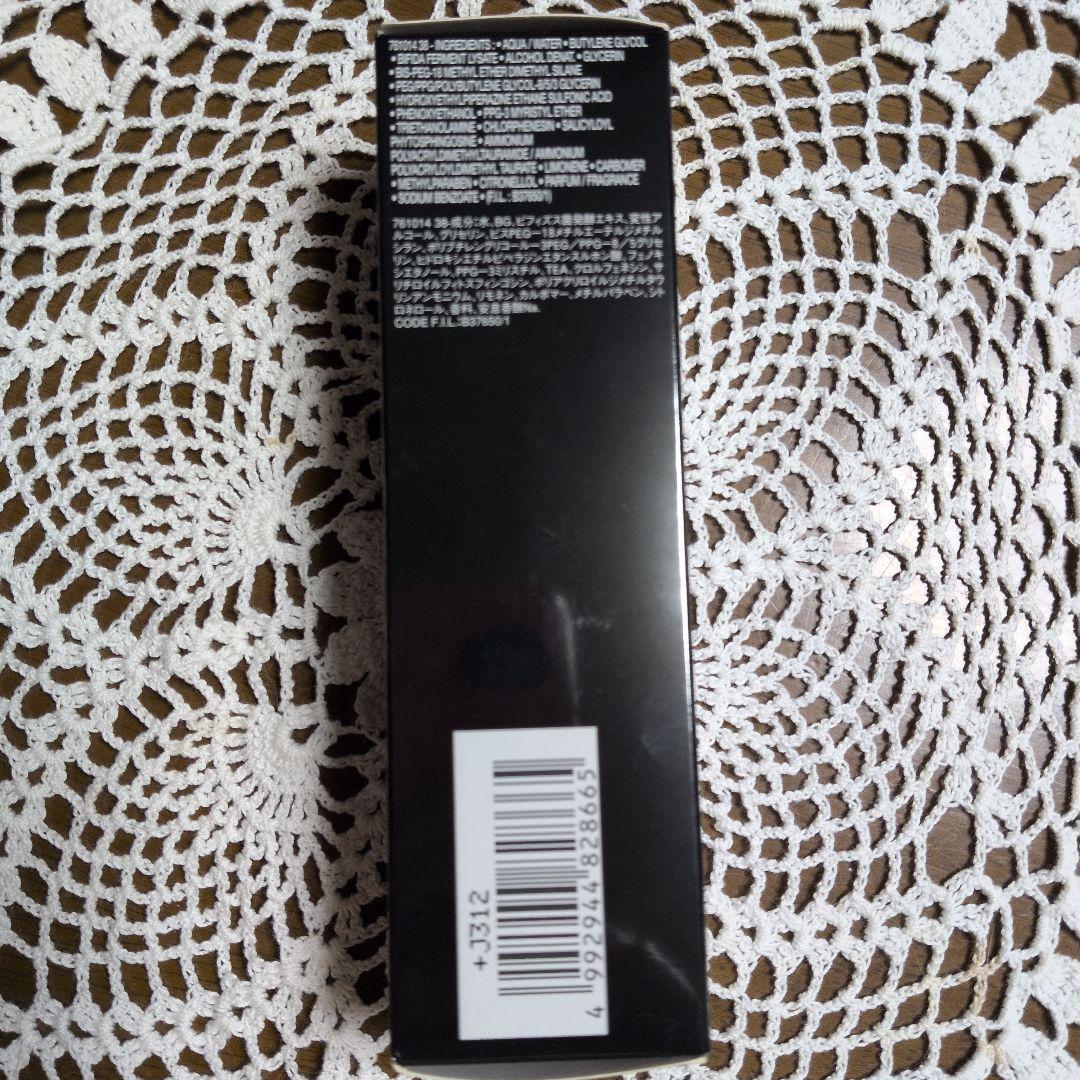 781014 38 - INGREDIENTS : • AQUA / WATER • BUTYLENE GLYCOL
• BIFIDA FERMENT LYSATE • ALCOHOL DENAT. • GLYCERIN
• BIS-PEG-18 METHYL ETHER DIMETHYL SILANE
• PEG/PPG/POLYBUTYLENE GLYCOL-8/5/3 GLYCERIN
• HYDROXYETHYLPIPERAZINE ETHANE SULFONIC ACID
• PHENOXYETHANOL • PPG-3 MYRISTYL ETHER
• TRIETHANOLAMINE • CHLORPHENESIN • SALICYLOYL
PHYTOSPHINGOSINE • AMMONIUM
POLYACRYLDIMETHYLTAURAMIDE / AMMONIUM
POLYACRYLOYLDIMETHYL TAURATE • LIMONENE • CARBOMER
• METHYLPARABEN • CITRONELLOL • PARFUM / FRAGRANCE
• SODIUM BENZOATE • F.I.L. : B37650/1
781014 38-成分:水、BG、ビフィズス菌発酵エキス、変性ア
ルコール、グリセリン、ビスPEG-18メチルエーテルジメチル
シラン、ポリブチレングリコール-3PEG/PPG-8/5グリセ
リン、ヒドロキシエチルピペラジンエタンスルホン酸、フェノキ
シエタノール、PPG-3ミリスチル、TEA、クロルフェネシン、サ
リチロイルフィトスフィンゴシン、ポリアクリロイルジメチルタウ
リンアンモニウム、リモネン、カルボマー、メチルパラベン、シト
ロネロール、香料、安息香酸Na.
CODE F.I.L.:B37650/1
+J312
4992944828665